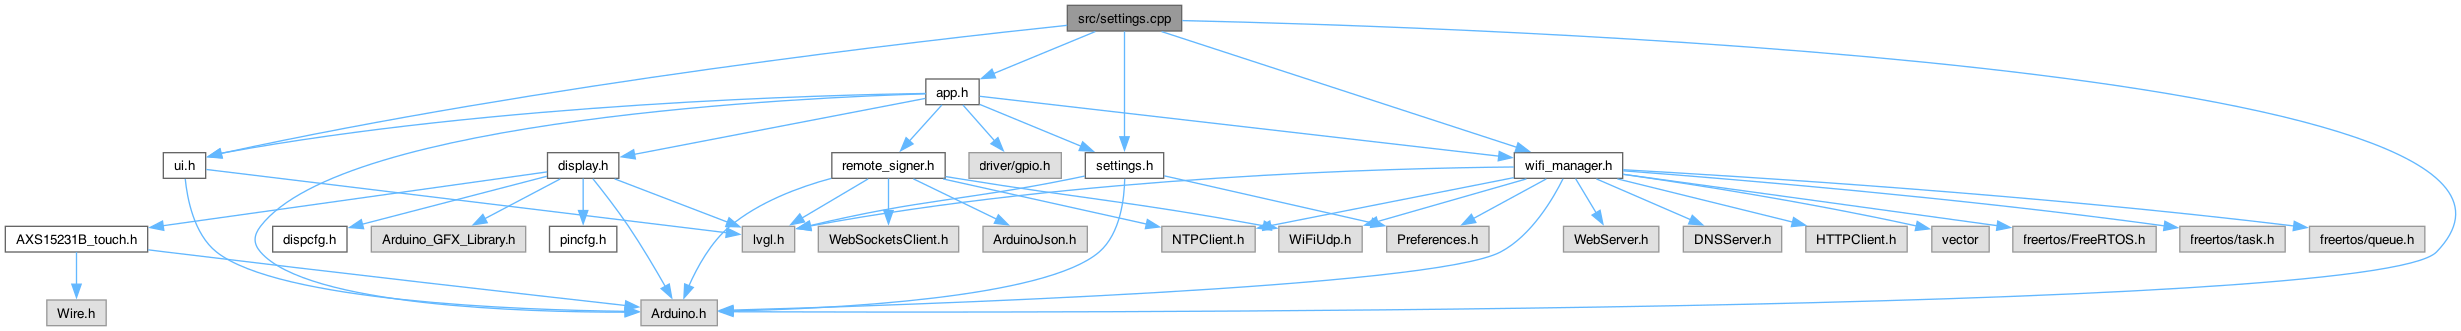 src/settings.cpp
app.h
ui.h
display.h
remote_signer.h
driver/gpio.h
settings.h
wifi_manager.h
AXS15231B_touch.h
dispcfg.h
Arduino_GFX_Library.h
pincfg.h
lvgl.h
WebSocketsClient.h
ArduinoJson.h
NTPClient.h
WiFiUdp.h
Preferences.h
WebServer.h
DNSServer.h
HTTPClient.h
vector
freertos/FreeRTOS.h
freertos/task.h
freertos/queue.h
Wire.h
Arduino.h